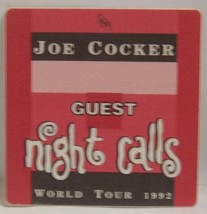 JOE COCKER
GUEST
night calls
WORLD TOUR 1992